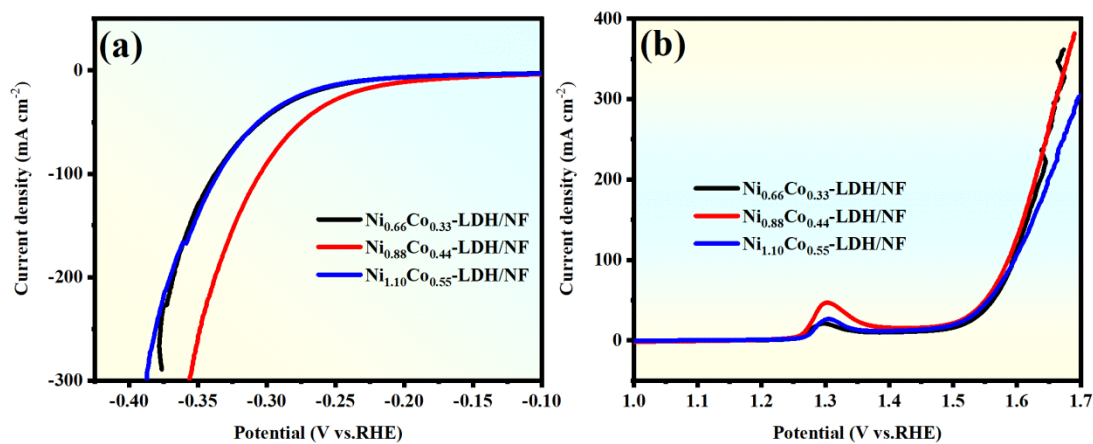 (a)
Current density (mA cm⁻²)
0
-100
-200
-300
-0.40 -0.35 -0.30 -0.25 -0.20 -0.15 -0.10
Potential (V vs.RHE)
Ni₀.₆₆Co₀.₃₃-LDH/NF
Ni₀.₈₈Co₀.₄₄-LDH/NF
Ni₁.₁₀Co₀.₅₅-LDH/NF
(b)
Current density (mA cm⁻²)
400
300
200
100
0
1.0 1.1 1.2 1.3 1.4 1.5 1.6 1.7
Potential (V vs.RHE)
Ni₀.₆₆Co₀.₃₃-LDH/NF
Ni₀.₈₈Co₀.₄₄-LDH/NF
Ni₁.₁₀Co₀.₅₅-LDH/NF